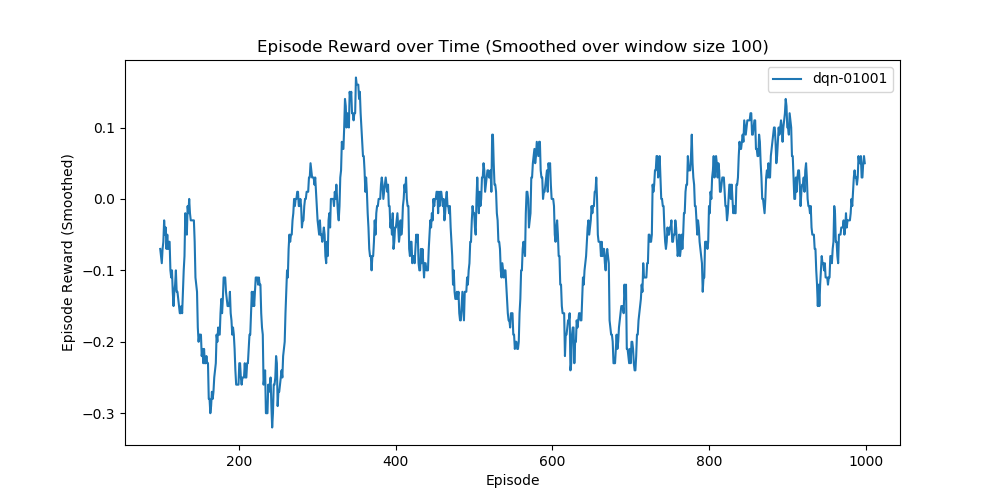 Episode Reward over Time (Smoothed over window size 100)
dqn-01001
Episode Reward (Smoothed)
0.1
0.0
−0.1
−0.2
−0.3
200
400
600
800
1000
Episode